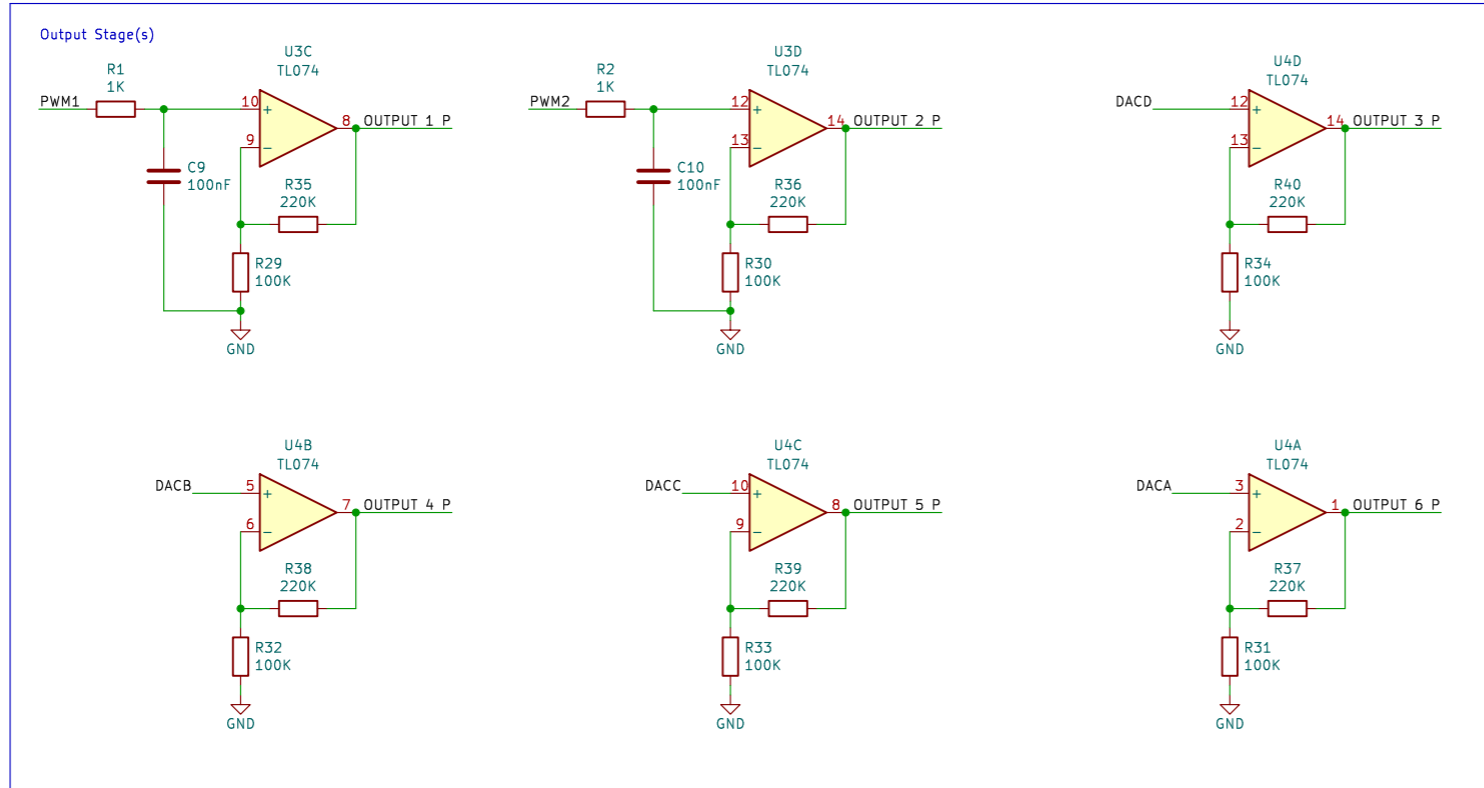 Output Stage(s)
U3C
TL074
R1
1K
PWM1
10
+
9
−
8
OUTPUT 1 P
C9
100nF
R35
220K
R29
100K
GND
U3D
TL074
R2
1K
PWM2
12
+
13
−
14
OUTPUT 2 P
C10
100nF
R36
220K
R30
100K
GND
U4D
TL074
DACD
12
+
13
−
14
OUTPUT 3 P
R40
220K
R34
100K
GND
U4B
TL074
DACB
5
+
6
−
7
OUTPUT 4 P
R38
220K
R32
100K
GND
U4C
TL074
DACC
10
+
9
−
8
OUTPUT 5 P
R39
220K
R33
100K
GND
U4A
TL074
DACA
3
+
2
−
1
OUTPUT 6 P
R37
220K
R31
100K
GND